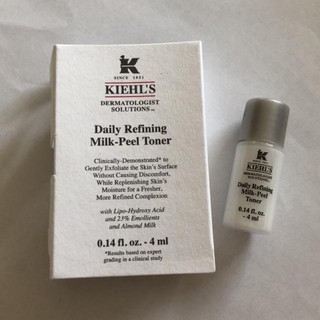 K
SINCE 1851
KIEHL'S
DERMATOLOGIST
SOLUTIONS™
Daily Refining
Milk-Peel Toner
Clinically-Demonstrated* to
Gently Exfoliate the Skin's Surface
Without Causing Discomfort,
While Replenishing Skin's
Moisture for a Fresher,
More Refined Complexion
with Lipo-Hydroxy Acid
and 23% Emollients
and Almond Milk
0.14 fl. oz. - 4 ml
*Results based on expert
grading in a clinical study
K
KIEHL'S
DERMATOLOGIST
SOLUTIONS
Daily Refining
Milk-Peel
Toner
0.14 fl. oz. -
4 ml